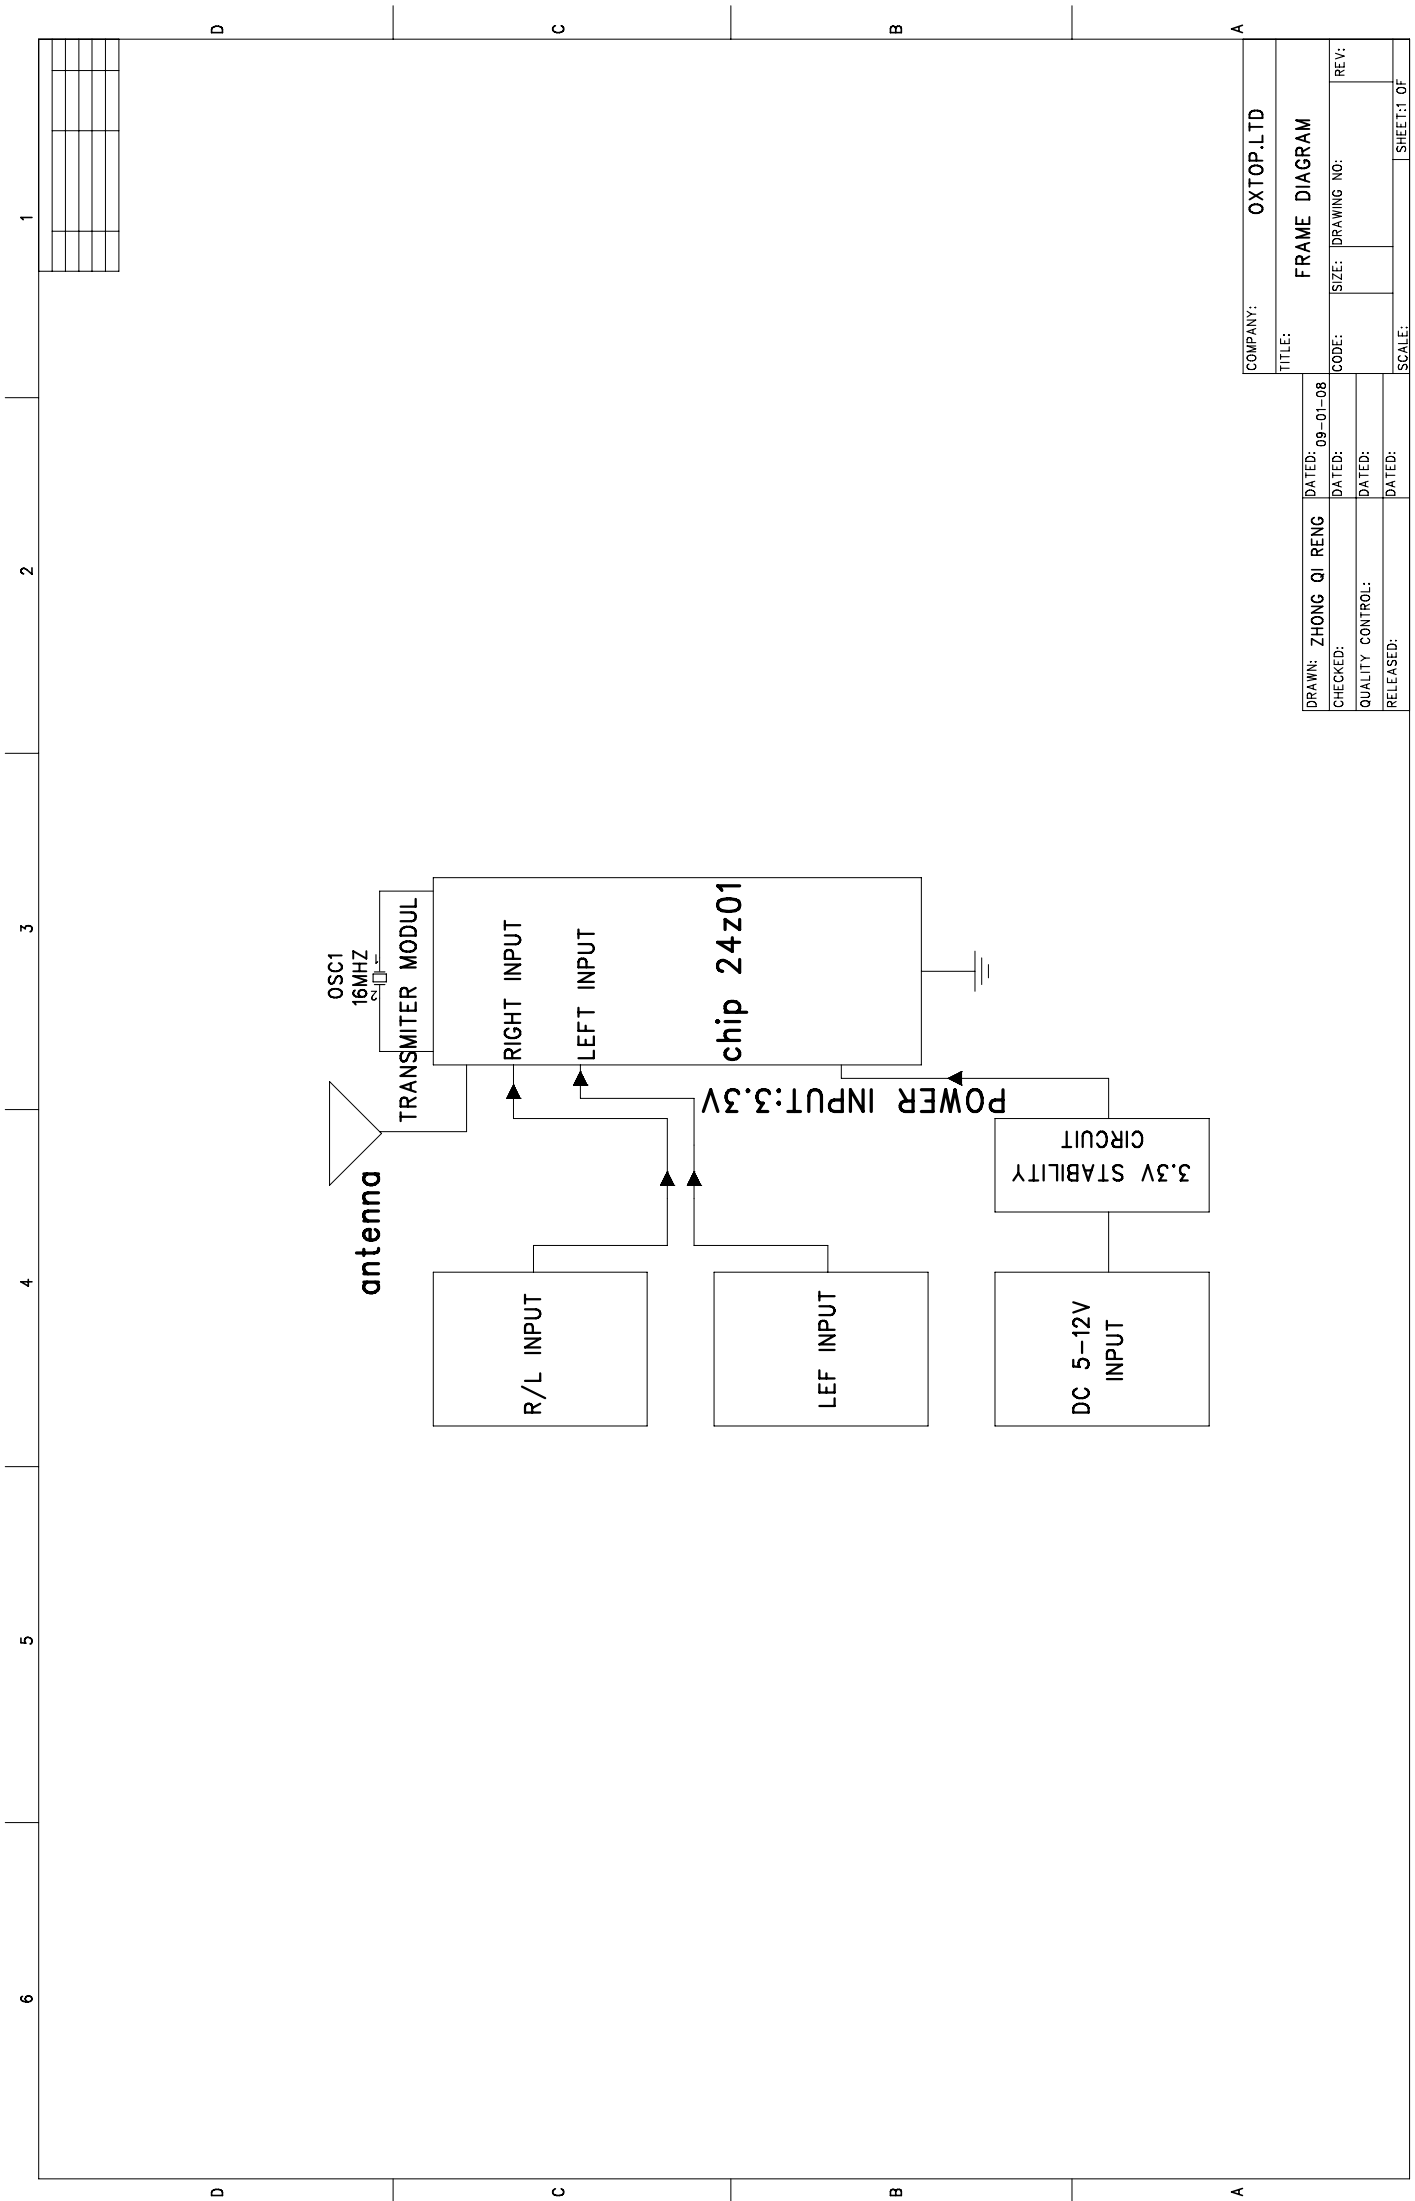 6
5
4
3
2
1
D
D
C
C
B
B
A
A
OSC1
16MHZ
2
1
antenna
TRANSMITER MODUL
R/L INPUT
RIGHT INPUT
LEFT INPUT
LEF INPUT
chip 24z01
POWER INPUT:3.3V
DC 5-12V
INPUT
3.3V STABILITY
CIRCUIT
COMPANY:
OXTOP.LTD
TITLE:
FRAME DIAGRAM
DRAWN: ZHONG QI RENG
DATED: 09-01-08
CHECKED:
DATED:
QUALITY CONTROL:
DATED:
RELEASED:
DATED:
CODE:
SIZE:
DRAWING NO:
REV:
SCALE:
SHEET:1 OF